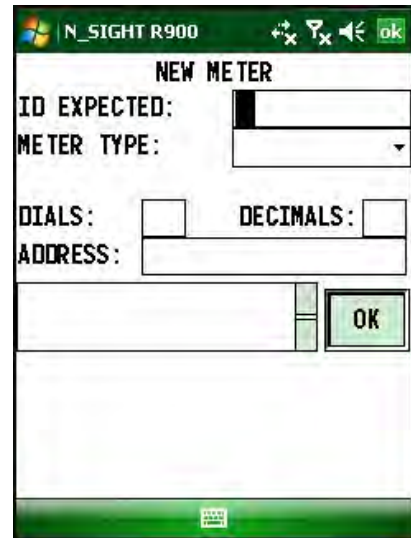 N_SIGHT R900 ok
NEW METER
ID EXPECTED:
METER TYPE:
DIALS: DECIMALS:
ADDRESS:
OK